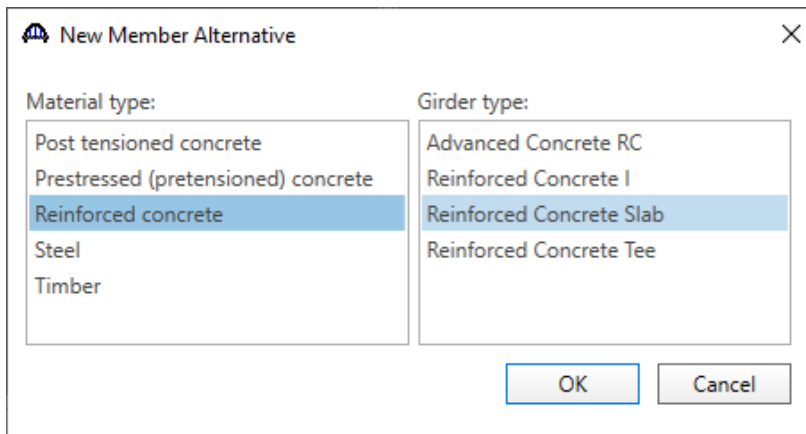 New Member Alternative
Material type:
Post tensioned concrete
Prestressed (pretensioned) concrete
Reinforced concrete
Steel
Timber
Girder type:
Advanced Concrete RC
Reinforced Concrete I
Reinforced Concrete Slab
Reinforced Concrete Tee
OK
Cancel